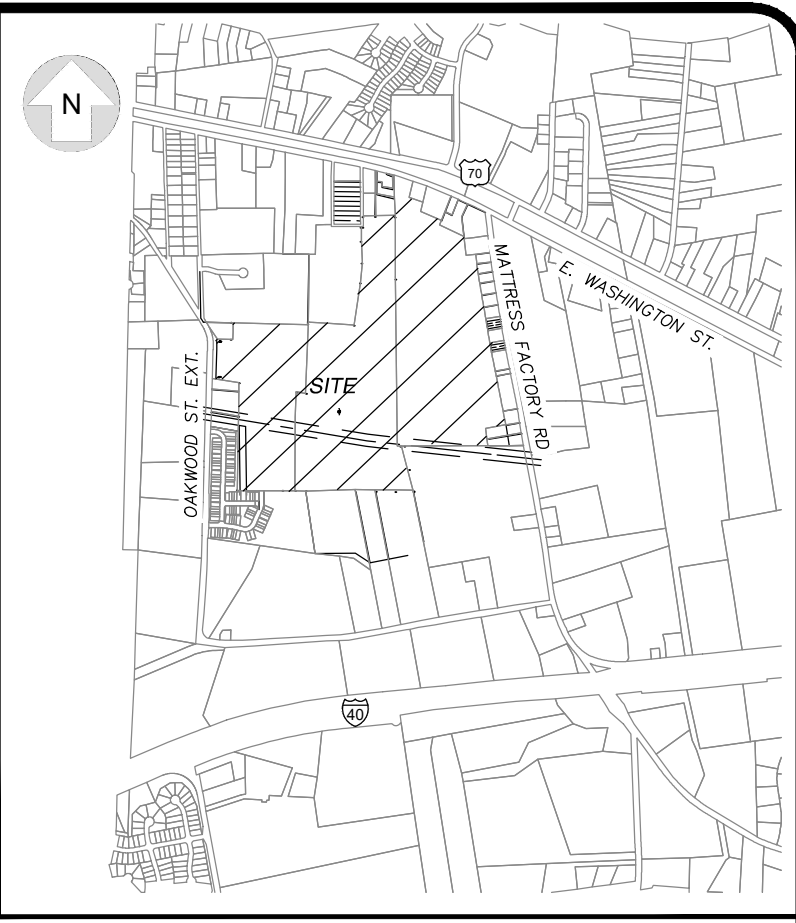 N
70
E. WASHINGTON ST.
MATTRESS FACTORY RD
SITE
OAKWOOD ST. EXT.
40